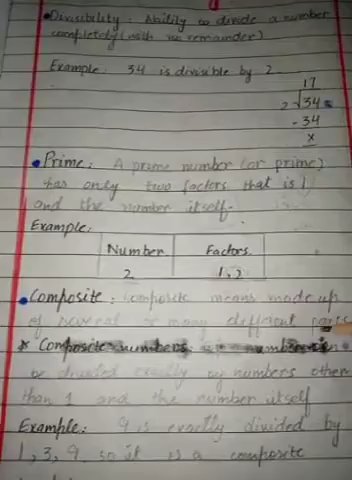 •Divisibility: Ability to divide a number
completely (with no remainder)
Example: 34 is divisible by 2.
17
2 √34
- 34
x
•Prime: A prime number (or prime)
has only two factors that is 1
and the number itself.
Example:
Number Factors
2 1,2
•Composite: Composite means made up
of several or many different parts
* Composite numbers: a number
be divided exactly by numbers other
than 1 and the number itself
Example: 9 is exactly divided by
1, 3, 9 so it is a composite